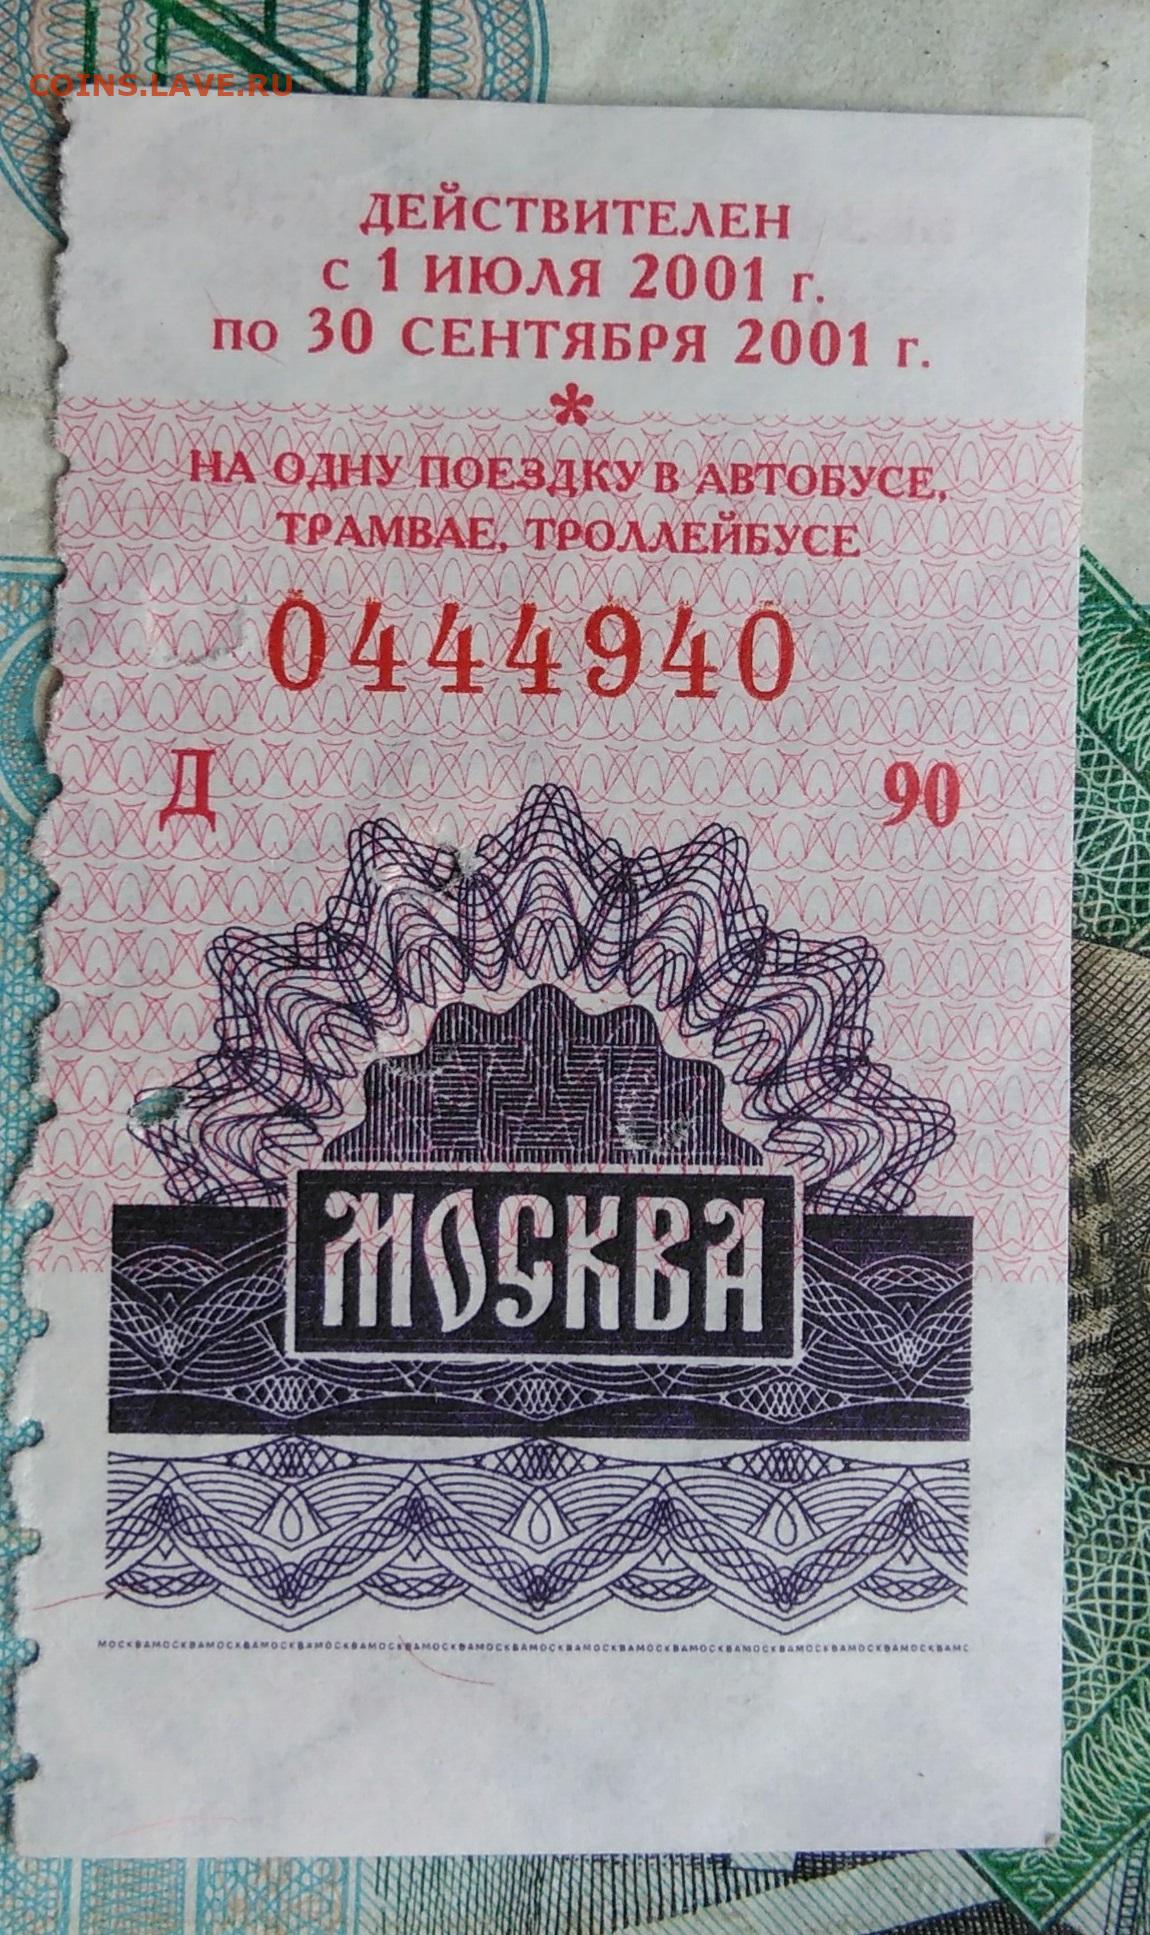 COINS.LAVE.RU
ДЕЙСТВИТЕЛЕН
С 1 ИЮЛЯ 2001 г.
ПО 30 СЕНТЯБРЯ 2001 г.
*
НА ОДНУ ПОЕЗДКУ В АВТОБУСЕ,
ТРАМВАЕ, ТРОЛЛЕЙБУСЕ
0444940
Д 90
МОСКВА
МОСКВАМОСКВАМОСКВАМОСКВАМОСКВАМОСКВАМОСКВАМОСКВАМОСКВАМОСКВАМОСКВАМОСКВАМОСКВАМОСКВАМОСКВАМОСКВАМС